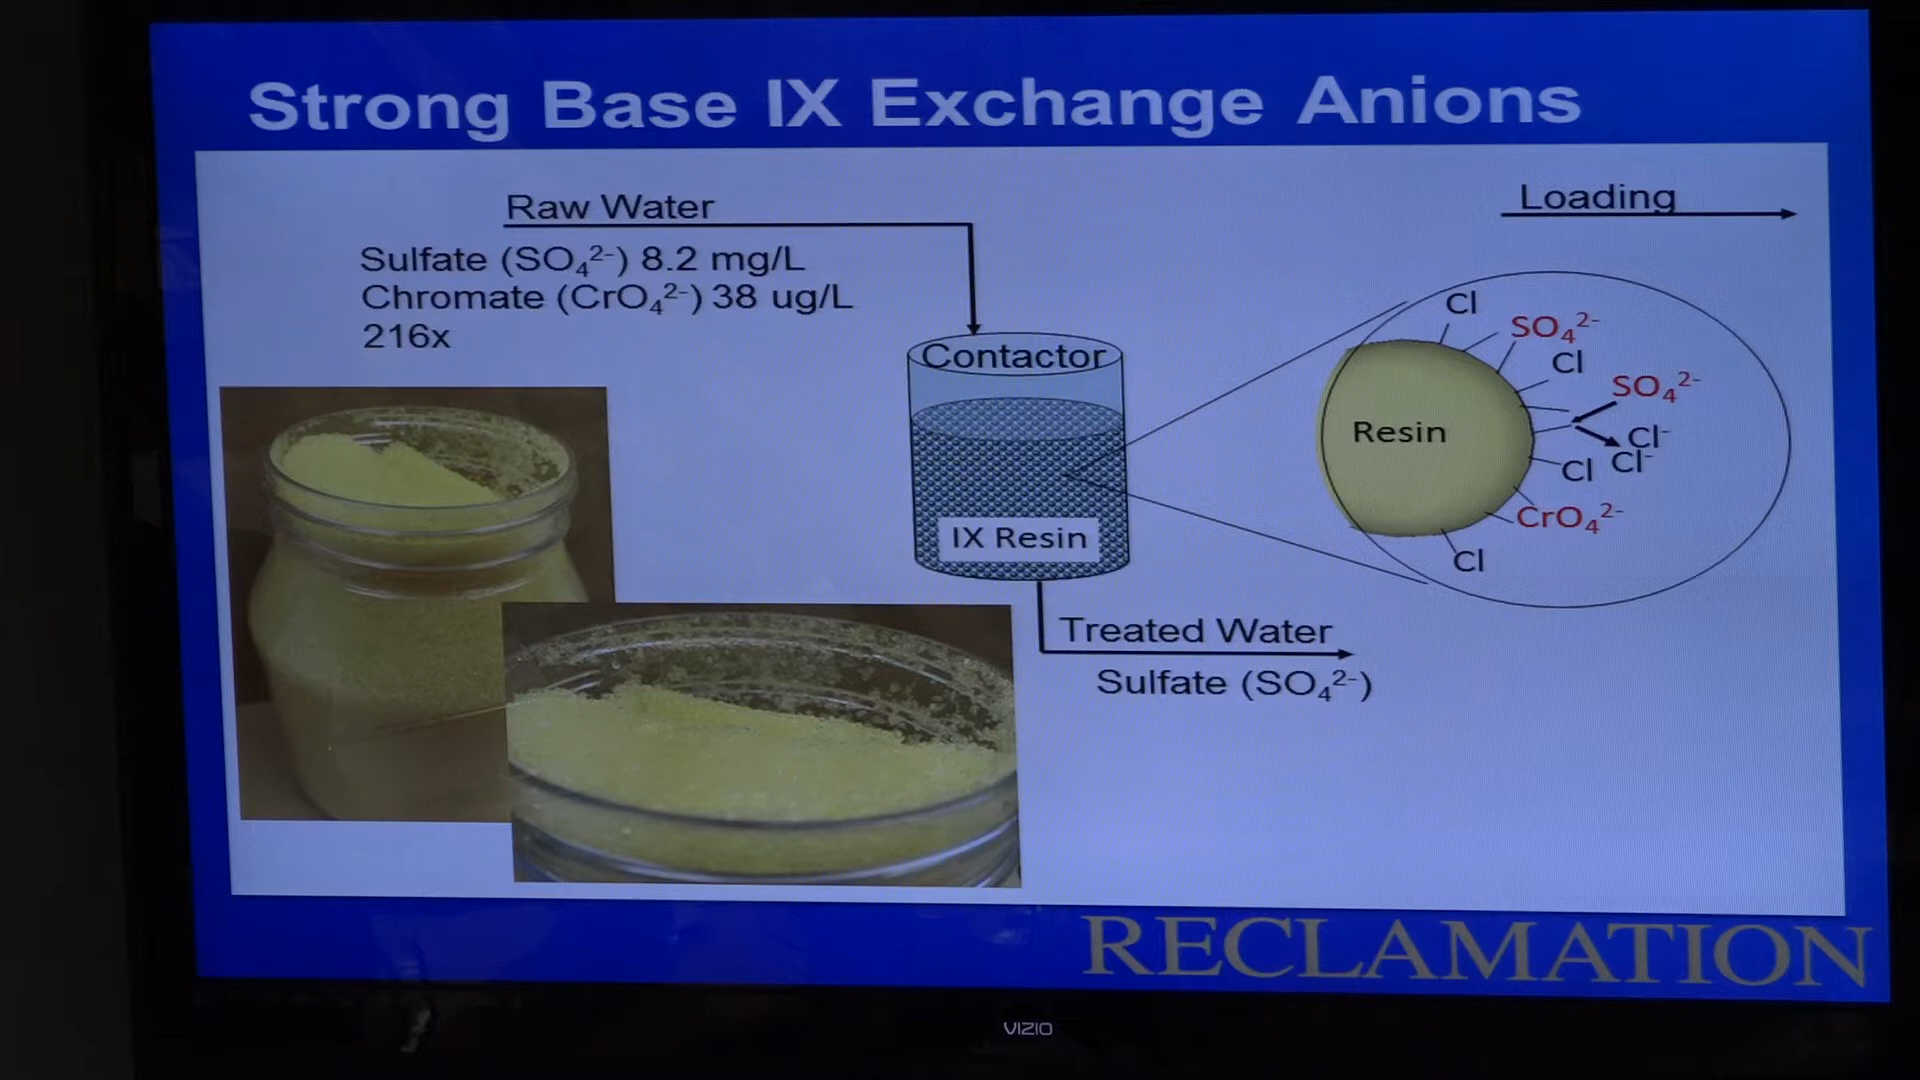 Strong Base IX Exchange Anions
Raw Water
Sulfate (SO₄²⁻) 8.2 mg/L
Chromate (CrO₄²⁻) 38 ug/L
216x
Loading
Contactor
IX Resin
Resin
Cl
SO₄²⁻
Cl
SO₄²⁻
Cl⁻
Cl⁻
Cl
CrO₄²⁻
Cl
Treated Water
Sulfate (SO₄²⁻)
RECLAMATION
VIZIO